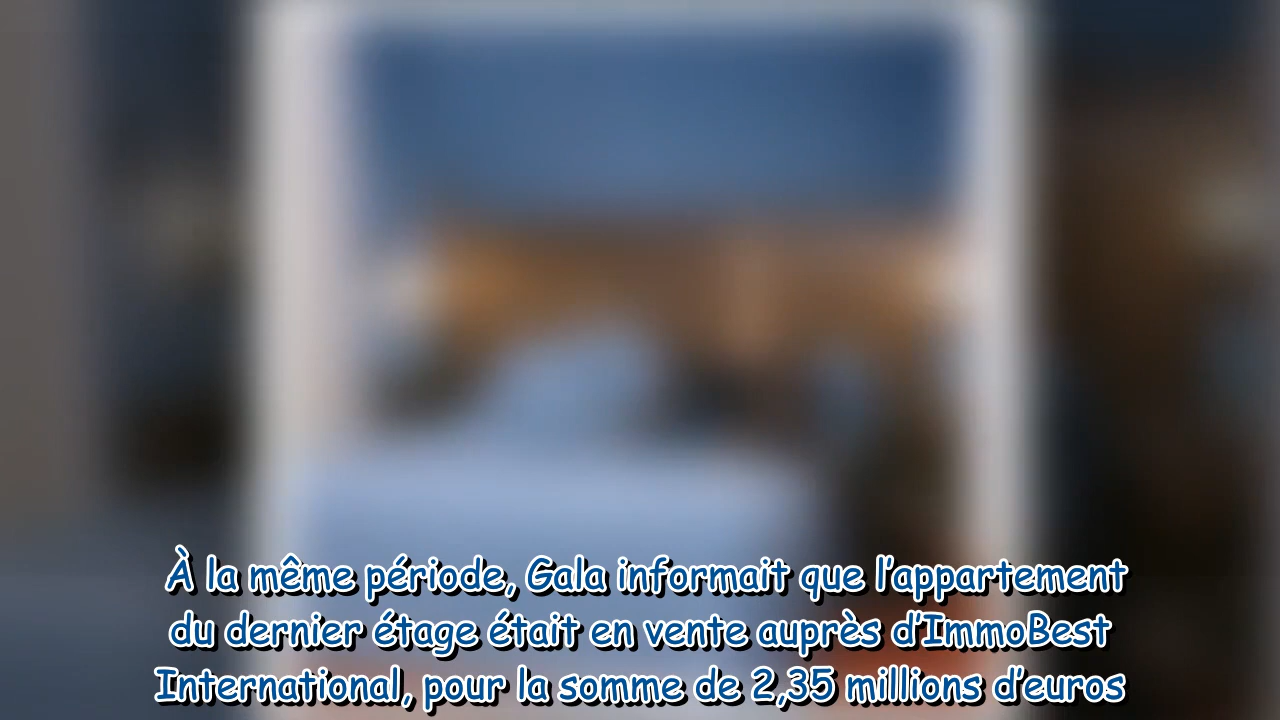 À la même période, Gala informait que l'appartement
du dernier étage était en vente auprès d'ImmoBest
International, pour la somme de 2,35 millions d'euros